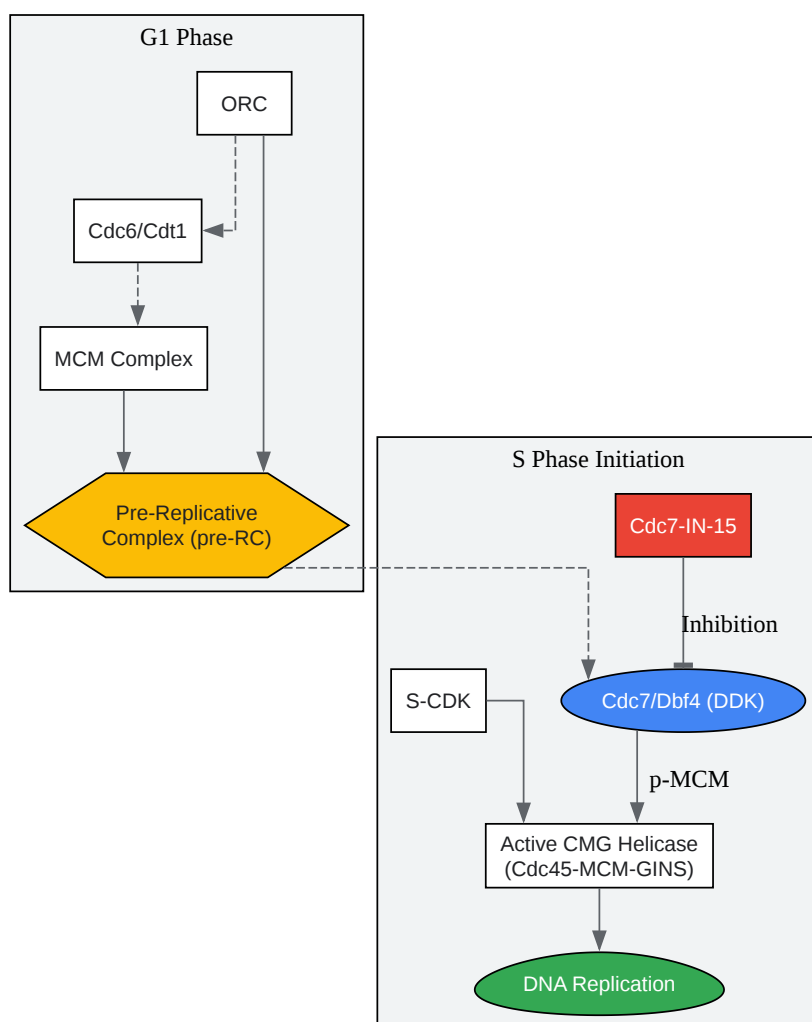 G1 Phase
ORC
Cdc6/Cdt1
MCM Complex
Pre-Replicative
Complex (pre-RC)
S Phase Initiation
Cdc7-IN-15
Inhibition
S-CDK
Cdc7/Dbf4 (DDK)
p-MCM
Active CMG Helicase
(Cdc45-MCM-GINS)
DNA Replication